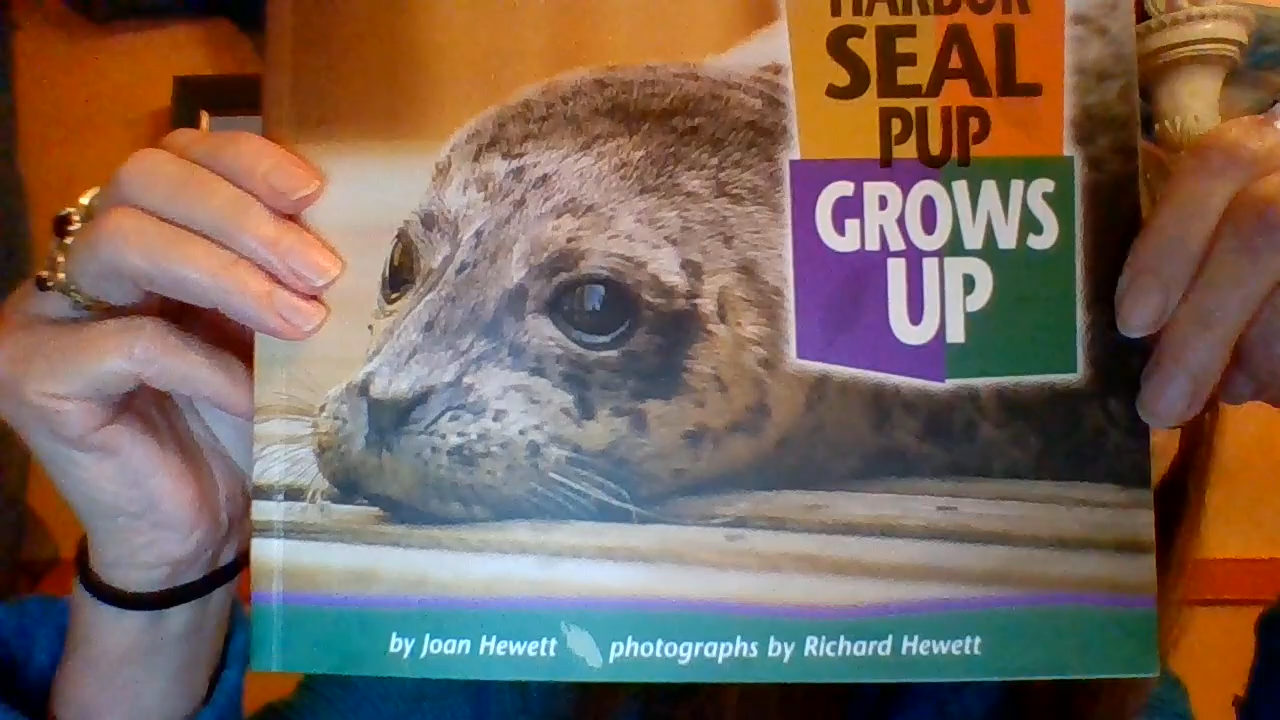 HARBOR
SEAL
PUP
GROWS
UP
by Joan Hewett photographs by Richard Hewett